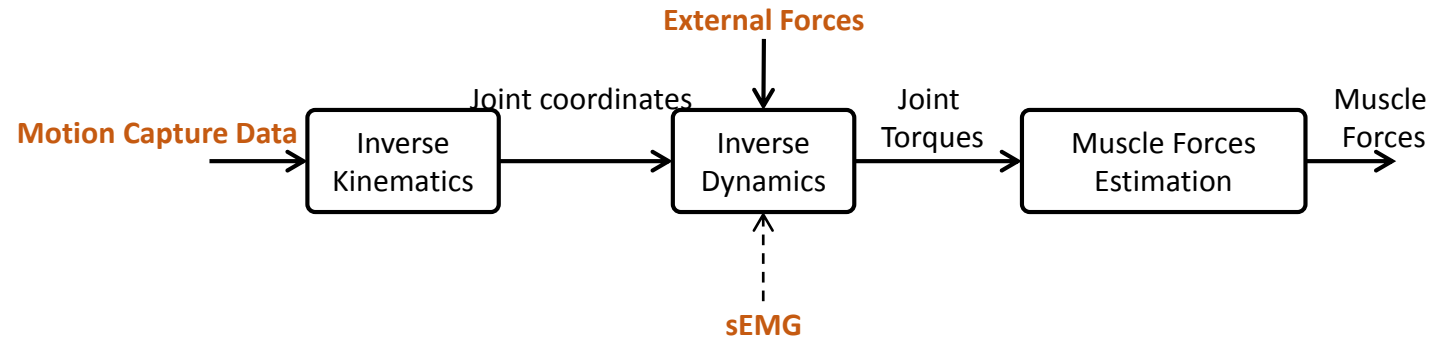 External Forces
Motion Capture Data
Inverse
Kinematics
Joint coordinates
Inverse
Dynamics
Joint
Torques
Muscle Forces
Estimation
Muscle
Forces
sEMG